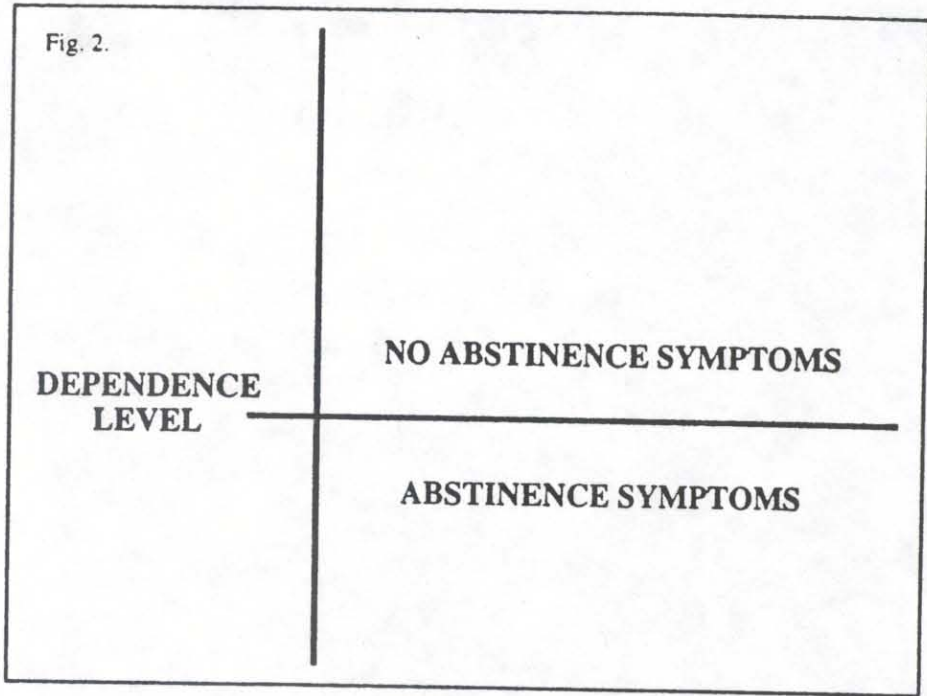 Fig. 2.
NO ABSTINENCE SYMPTOMS
DEPENDENCE
LEVEL
ABSTINENCE SYMPTOMS